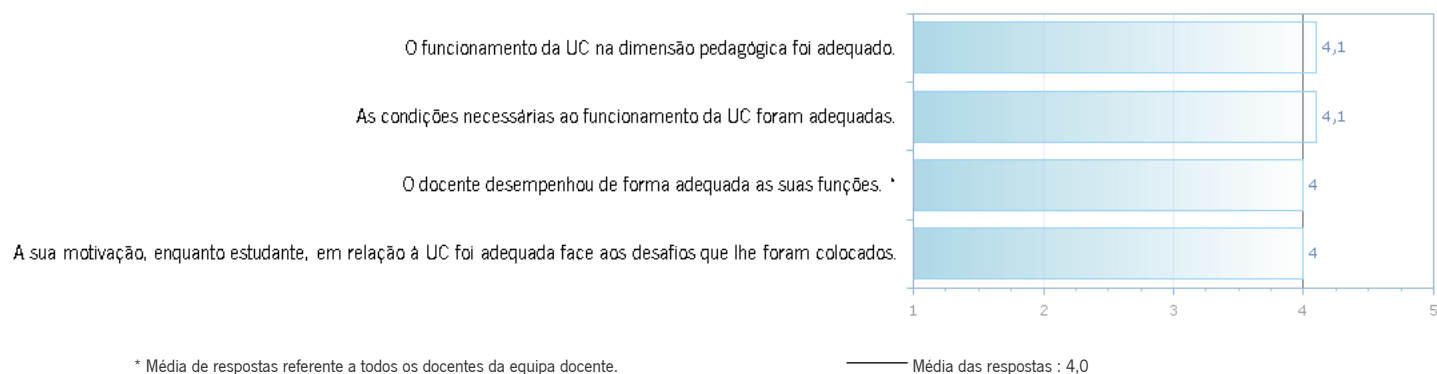 O funcionamento da UC na dimensão pedagógica foi adequado.
4,1
As condições necessárias ao funcionamento da UC foram adequadas.
4,1
O docente desempenhou de forma adequada as suas funções. *
4
A sua motivação, enquanto estudante, em relação à UC foi adequada face aos desafios que lhe foram colocados.
4
1 2 3 4 5
* Média de respostas referente a todos os docentes da equipa docente.
Média das respostas : 4,0